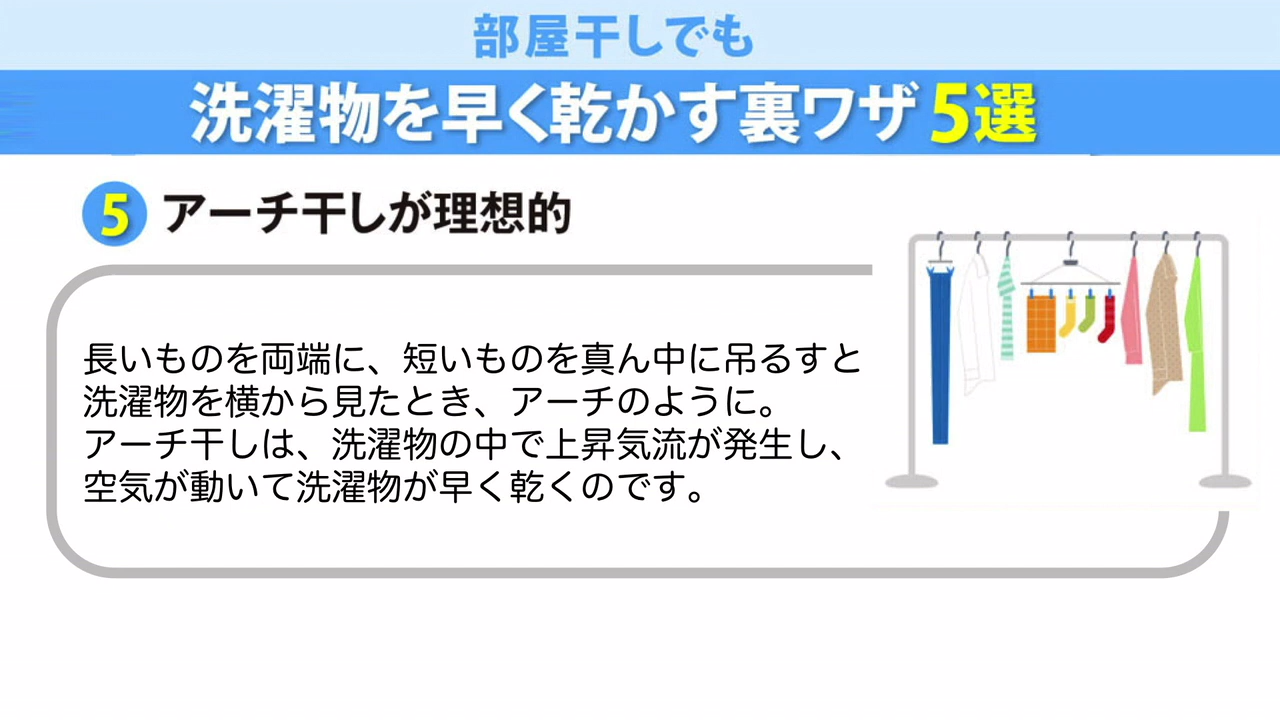 部屋干しでも
洗濯物を早く乾かす裏ワザ5選
5 アーチ干しが理想的
長いものを両端に、短いものを真ん中に吊るすと
洗濯物を横から見たとき、アーチのように。
アーチ干しは、洗濯物の中で上昇気流が発生し、
空気が動いて洗濯物が早く乾くのです。